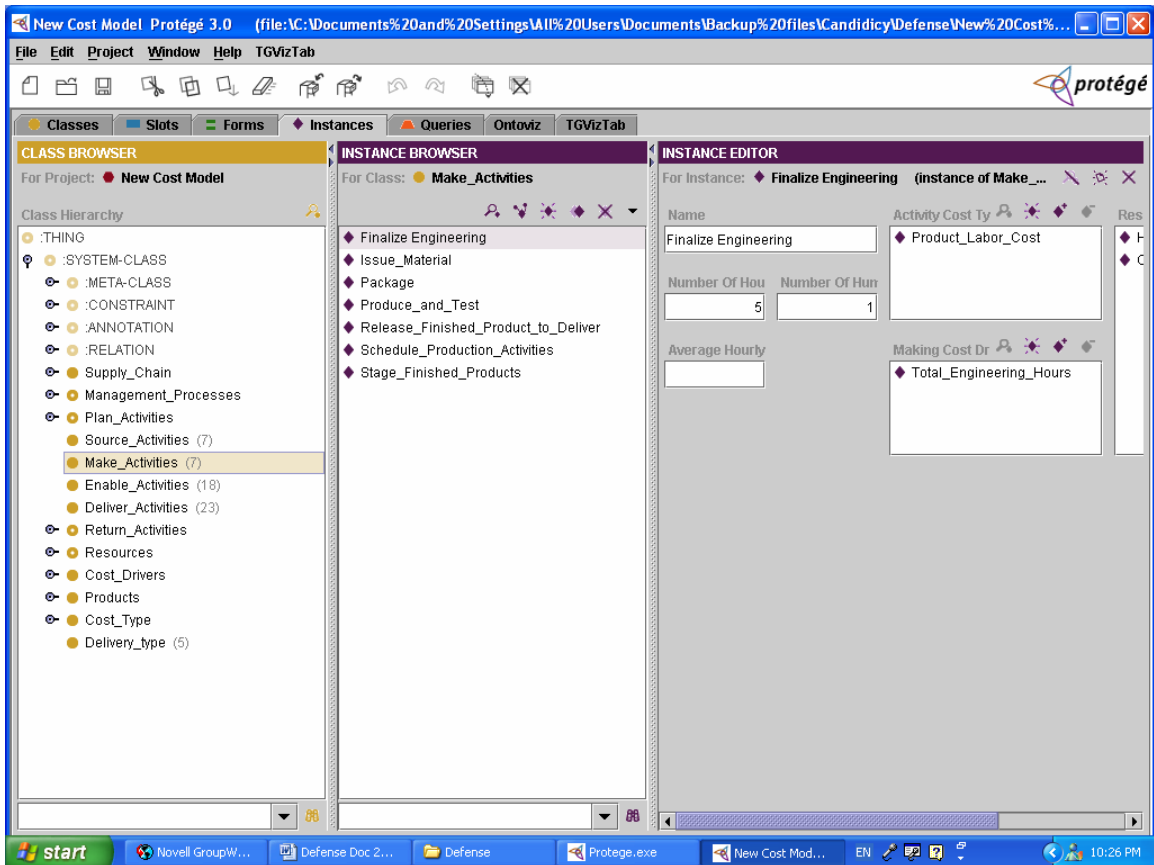 New Cost Model Protégé 3.0 (file:\C:\Documents%20and%20Settings\All%20Users\Documents\Backup%20files\Candidicy\Defense\New%20Cost%...
File Edit Project Window Help TGVizTab
protégé
Classes Slots Forms Instances Queries Ontoviz TGVizTab
CLASS BROWSER
For Project: New Cost Model
Class Hierarchy
:THING
:SYSTEM-CLASS
:META-CLASS
:CONSTRAINT
:ANNOTATION
:RELATION
Supply_Chain
Management_Processes
Plan_Activities
Source_Activities (7)
Make_Activities (7)
Enable_Activities (18)
Deliver_Activities (23)
Return_Activities
Resources
Cost_Drivers
Products
Cost_Type
Delivery_type (5)
INSTANCE BROWSER
For Class: Make_Activities
Finalize Engineering
Issue_Material
Package
Produce_and_Test
Release_Finished_Product_to_Deliver
Schedule_Production_Activities
Stage_Finished_Products
INSTANCE EDITOR
For Instance: Finalize Engineering (instance of Make_...
Name
Finalize Engineering
Number Of Hou Number Of Hum
5 1
Average Hourly
Activity Cost Ty
Product_Labor_Cost
Making Cost Dr
Total_Engineering_Hours
Res
start Novell GroupW... Defense Doc 2... Defense Protege.exe New Cost Mod... EN 10:26 PM